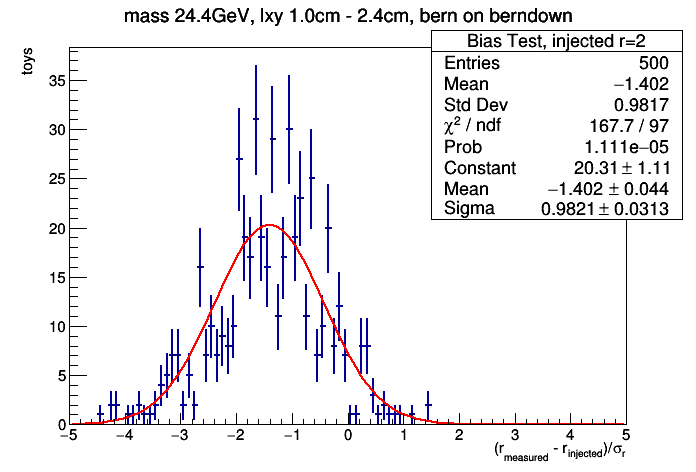 mass 24.4GeV, lxy 1.0cm - 2.4cm, bern on berndown
Bias Test, injected r=2
Entries 500
Mean −1.402
Std Dev 0.9817
χ² / ndf 167.7 / 97
Prob 1.111e−05
Constant 20.31 ± 1.11
Mean −1.402 ± 0.044
Sigma 0.9821 ± 0.0313
toys
35
30
25
20
15
10
5
0
−5 −4 −3 −2 −1 0 1 2 3 4 5
(r_measured - r_injected)/σ_r